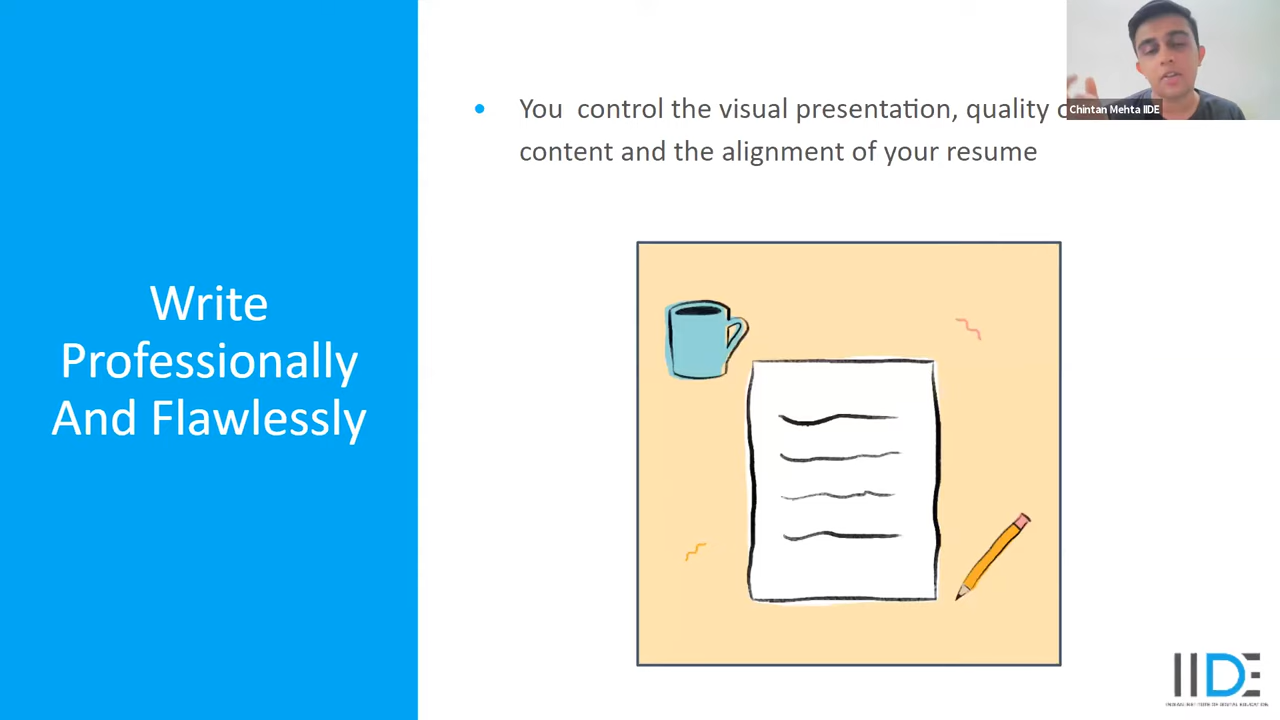 You  control the visual presentation, quality
Chintan Mehta IIDE
content and the alignment of your resume
Write
Professionally
And Flawlessly
IIDE